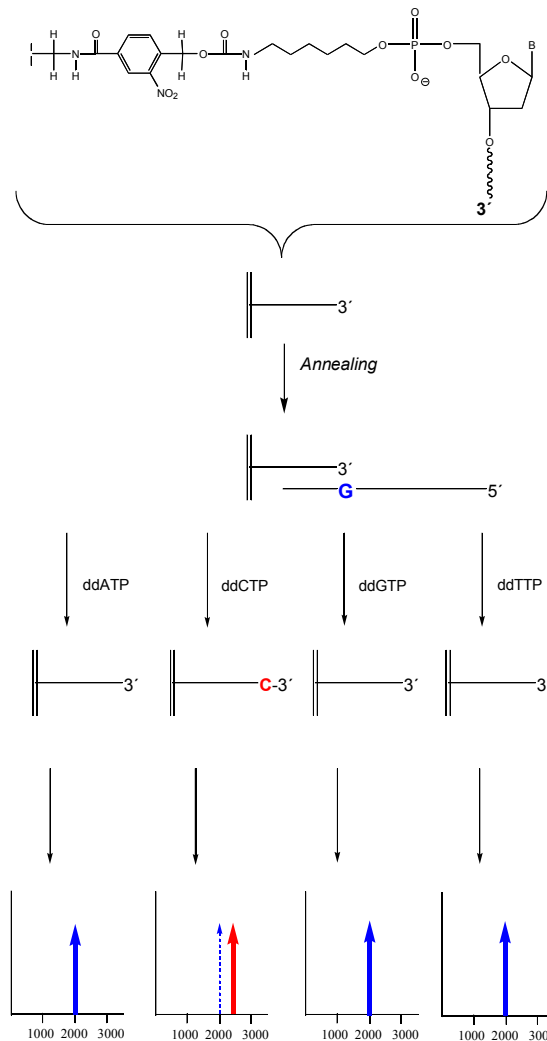 O O O
H H
N O N O P O O B
H H H
NO2 O ⊖
O
3´
3´
Annealing
3´
G 5´
ddATP ddCTP ddGTP ddTTP
3´ C-3´ 3´ 3
1000 2000 3000 1000 2000 3000 1000 2000 3000 1000 2000 3000